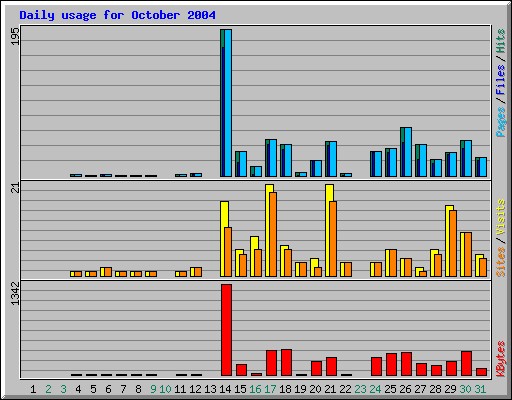 Daily usage for October 2004
195
Pages / Files / Hits
21
Sites / Visits
1342
KBytes
1 2 3 4 5 6 7 8 9 10 11 12 13 14 15 16 17 18 19 20 21 22 23 24 25 26 27 28 29 30 31